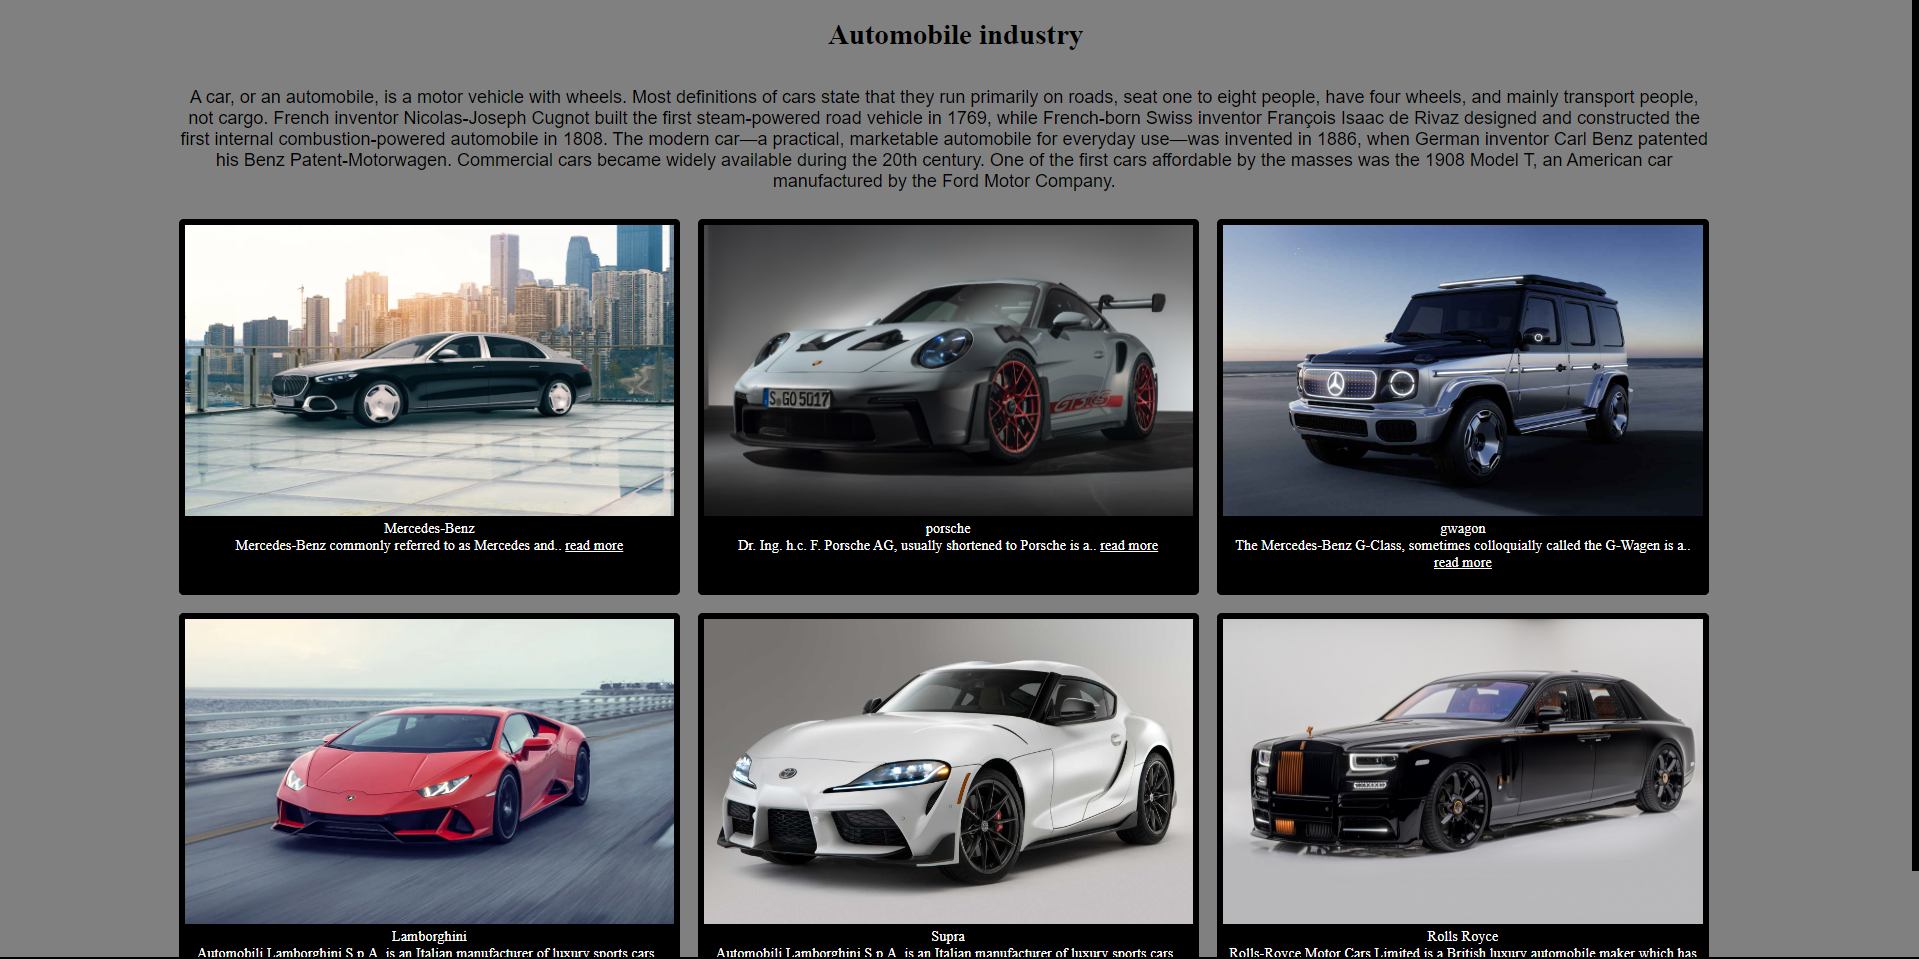 Automobile industry
A car, or an automobile, is a motor vehicle with wheels. Most definitions of cars state that they run primarily on roads, seat one to eight people, have four wheels, and mainly transport people,
not cargo. French inventor Nicolas-Joseph Cugnot built the first steam-powered road vehicle in 1769, while French-born Swiss inventor François Isaac de Rivaz designed and constructed the
first internal combustion-powered automobile in 1808. The modern car—a practical, marketable automobile for everyday use—was invented in 1886, when German inventor Carl Benz patented
his Benz Patent-Motorwagen. Commercial cars became widely available during the 20th century. One of the first cars affordable by the masses was the 1908 Model T, an American car
manufactured by the Ford Motor Company.
S GO 5017
GT3 RS
Mercedes-Benz
Mercedes-Benz commonly referred to as Mercedes and.. read more
porsche
Dr. Ing. h.c. F. Porsche AG, usually shortened to Porsche is a.. read more
gwagon
The Mercedes-Benz G-Class, sometimes colloquially called the G-Wagen is a..
read more
Lamborghini
Automobili Lamborghini S.p.A. is an Italian manufacturer of luxury sports cars
Supra
Automobili Lamborghini S.p.A. is an Italian manufacturer of luxury sports cars
Rolls Royce
Rolls-Royce Motor Cars Limited is a British luxury automobile maker which has